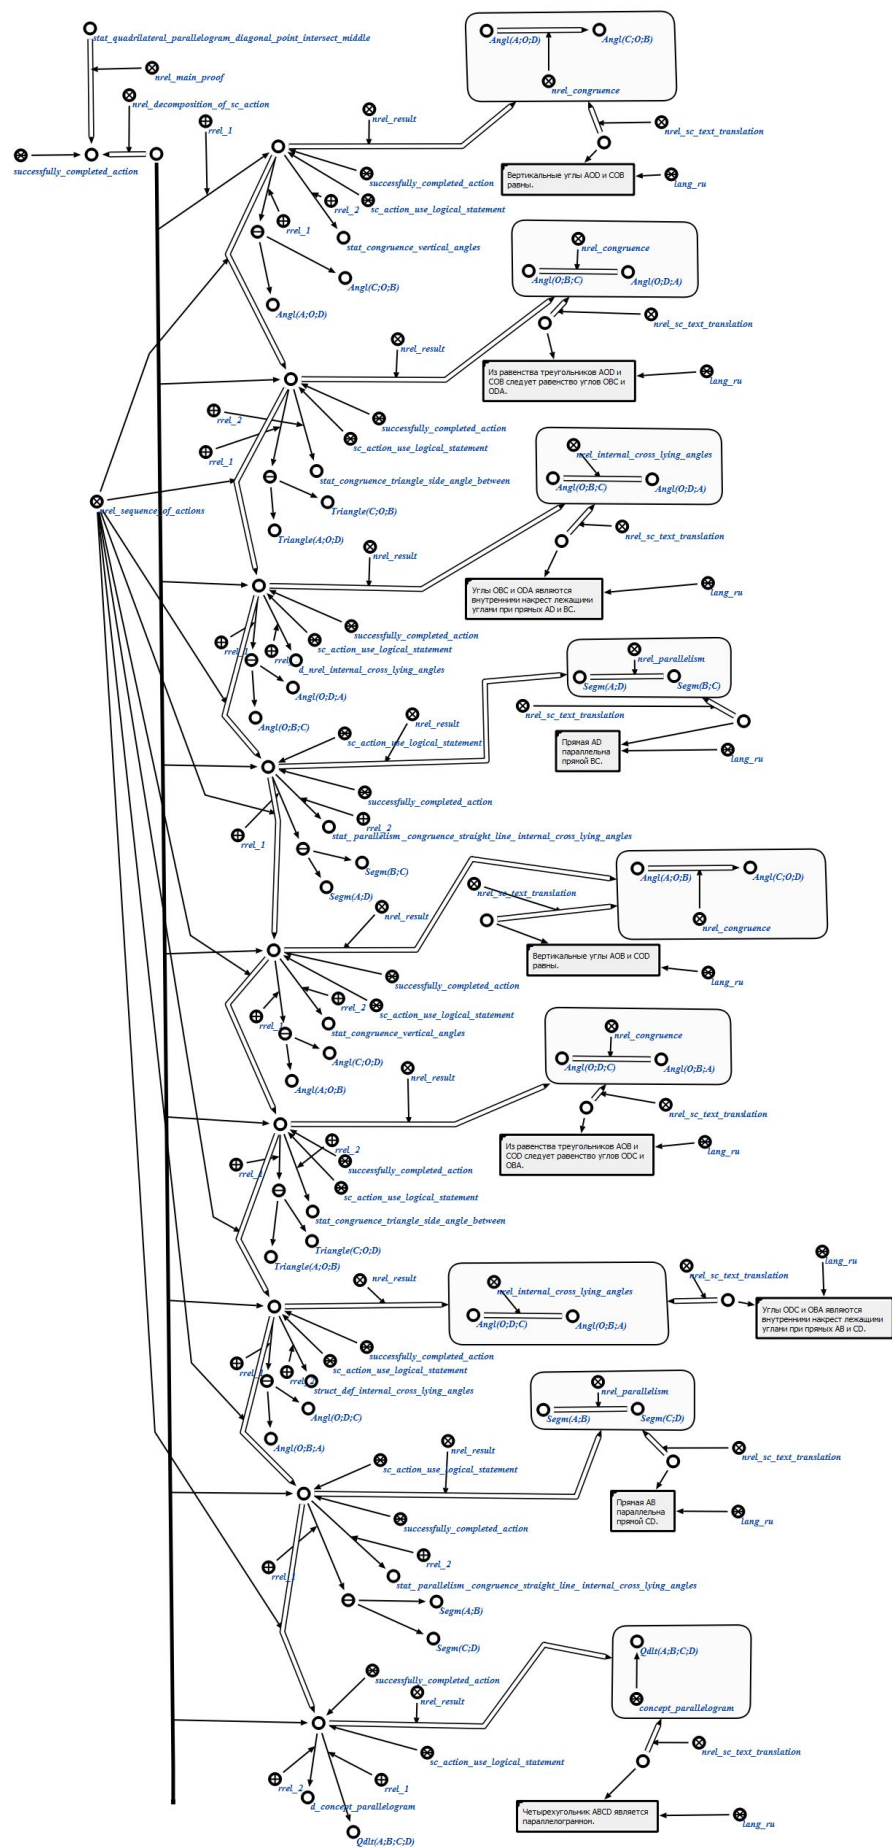 stat_quadrilateral_parallelogram_diagonal_point_intersect_middle
Angl(A;O;D)
Angl(C;O;B)
nrel_main_proof
nrel_congruence
nrel_decomposition_of_sc_action
nrel_result
rrel_1
nrel_sc_text_translation
successfully_completed_action
successfully_completed_action
Вертикальные углы AOD и COB
равны.
lang_ru
rrel_2
sc_action_use_logical_statement
rrel_1
stat_congruence_vertical_angles
nrel_congruence
Angl(C;O;B)
Angl(O;B;C)
Angl(O;D;A)
Angl(A;O;D)
nrel_sc_text_translation
nrel_result
Из равенства треугольников AOD и
COB следует равенство углов OBC и
ODA.
lang_ru
rrel_2
successfully_completed_action
sc_action_use_logical_statement
rrel_1
nrel_internal_cross_lying_angles
stat_congruence_triangle_side_angle_between
Angl(O;B;C)
Angl(O;D;A)
nrel_sequence_of_actions
Triangle(C;O;B)
Triangle(A;O;D)
nrel_sc_text_translation
nrel_result
Углы OBC и ODA являются
внутренними накрест лежащими
углами при прямых AD и BC.
lang_ru
successfully_completed_action
rrel_1
sc_action_use_logical_statement
rrel_2
d_nrel_internal_cross_lying_angles
nrel_parallelism
Angl(O;D;A)
Segm(A;D)
Segm(B;C)
Angl(O;B;C)
nrel_sc_text_translation
nrel_result
sc_action_use_logical_statement
Прямая AD
параллельна
прямой BC.
lang_ru
successfully_completed_action
rrel_2
stat_parallelism_congruence_straight_line_internal_cross_lying_angles
rrel_1
Segm(B;C)
Segm(A;D)
Angl(A;O;B)
Angl(C;O;D)
nrel_sc_text_translation
nrel_result
nrel_congruence
Вертикальные углы AOB и COD
равны.
lang_ru
successfully_completed_action
rrel_2
sc_action_use_logical_statement
rrel_1
stat_congruence_vertical_angles
nrel_congruence
Angl(C;O;D)
Angl(O;D;C)
Angl(O;B;A)
Angl(A;O;B)
nrel_result
nrel_sc_text_translation
Из равенства треугольников AOB и
COD следует равенство углов ODC и
OBA.
lang_ru
rrel_2
rrel_1
successfully_completed_action
sc_action_use_logical_statement
stat_congruence_triangle_side_angle_between
Triangle(C;O;D)
Triangle(A;O;B)
lang_ru
nrel_sc_text_translation
nrel_result
nrel_internal_cross_lying_angles
Angl(O;D;C)
Angl(O;B;A)
Углы ODC и OBA являются
внутренними накрест лежащими
углами при прямых AB и CD.
successfully_completed_action
rrel_1
sc_action_use_logical_statement
rrel_2
struct_def_internal_cross_lying_angles
nrel_parallelism
Angl(O;D;C)
Segm(A;B)
Segm(C;D)
Angl(O;B;A)
nrel_result
nrel_sc_text_translation
sc_action_use_logical_statement
Прямая AB
параллельна
прямой CD.
lang_ru
successfully_completed_action
rrel_2
rrel_1
stat_parallelism_congruence_straight_line_internal_cross_lying_angles
Segm(A;B)
Segm(C;D)
Qdlt(A;B;C;D)
successfully_completed_action
nrel_result
concept_parallelogram
nrel_sc_text_translation
sc_action_use_logical_statement
rrel_2
rrel_1
d_concept_parallelogram
Четырехугольник ABCD является
параллелограммом.
lang_ru
Qdlt(A;B;C;D)